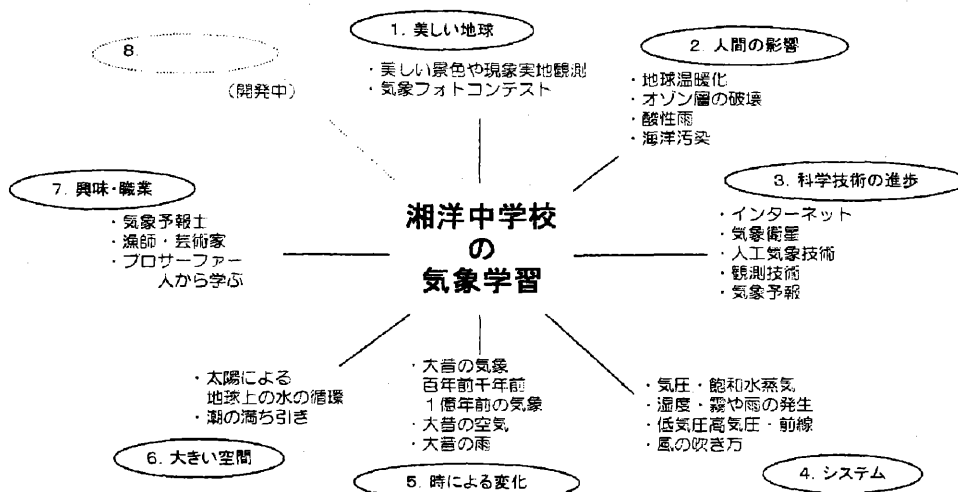 1. 美しい地球
・美しい景色や現象実地観測
・気象フォトコンテスト
2. 人間の影響
・地球温暖化
・オゾン層の破壊
・酸性雨
・海洋汚染
3. 科学技術の進歩
・インターネット
・気象衛星
・人工気象技術
・観測技術
・気象予報
・気圧・飽和水蒸気
・湿度・霧や雨の発生
・低気圧高気圧・前線
・風の吹き方
4. システム
・大昔の気象
百年前千年前
1億年前の気象
・大昔の空気
・大昔の雨
5. 時による変化
・太陽による
地球上の水の循環
・潮の満ち引き
6. 大きい空間
7. 興味・職業
・気象予報士
・漁師・芸術家
・プロサーファー
人から学ぶ
8.
(開発中)
湘洋中学校
の
気象学習